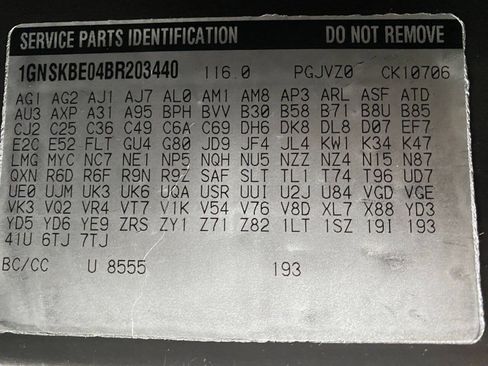 SERVICE PARTS IDENTIFICATION DO NOT REMOVE
1GNSKBE04BR203440 116.0 PGJVZ0 CK10706
AG1 AG2 AJ1 AJ7 AL0 AM1 AM8 AP3 ARL ASF ATD
AU3 AXP A31 A95 BPH BVV B30 B58 B71 B8U B85
CJ2 C25 C36 C49 C6A C69 DH6 DK8 DL8 D07 EF7
E2C E52 FLT GU4 G80 JD9 JF4 JL4 KW1 K34 K47
LMG MYC NC7 NE1 NP5 NQH NU5 NZZ NZ4 N15 N87
QXN R6D R6F R9N R9Z SAF SLT TL1 T74 T96 UD7
UE0 UJM UK3 UK6 UQA USR UUI U2J U84 VGD VGE
VK3 VQ2 VR4 VT7 V1K V54 V76 V8D XL7 X88 YD3
YD5 YD6 YE9 ZRS ZY1 Z71 Z82 1LT 1SZ 19I 193
41U 6TJ 7TJ
BC/CC U 8555 193